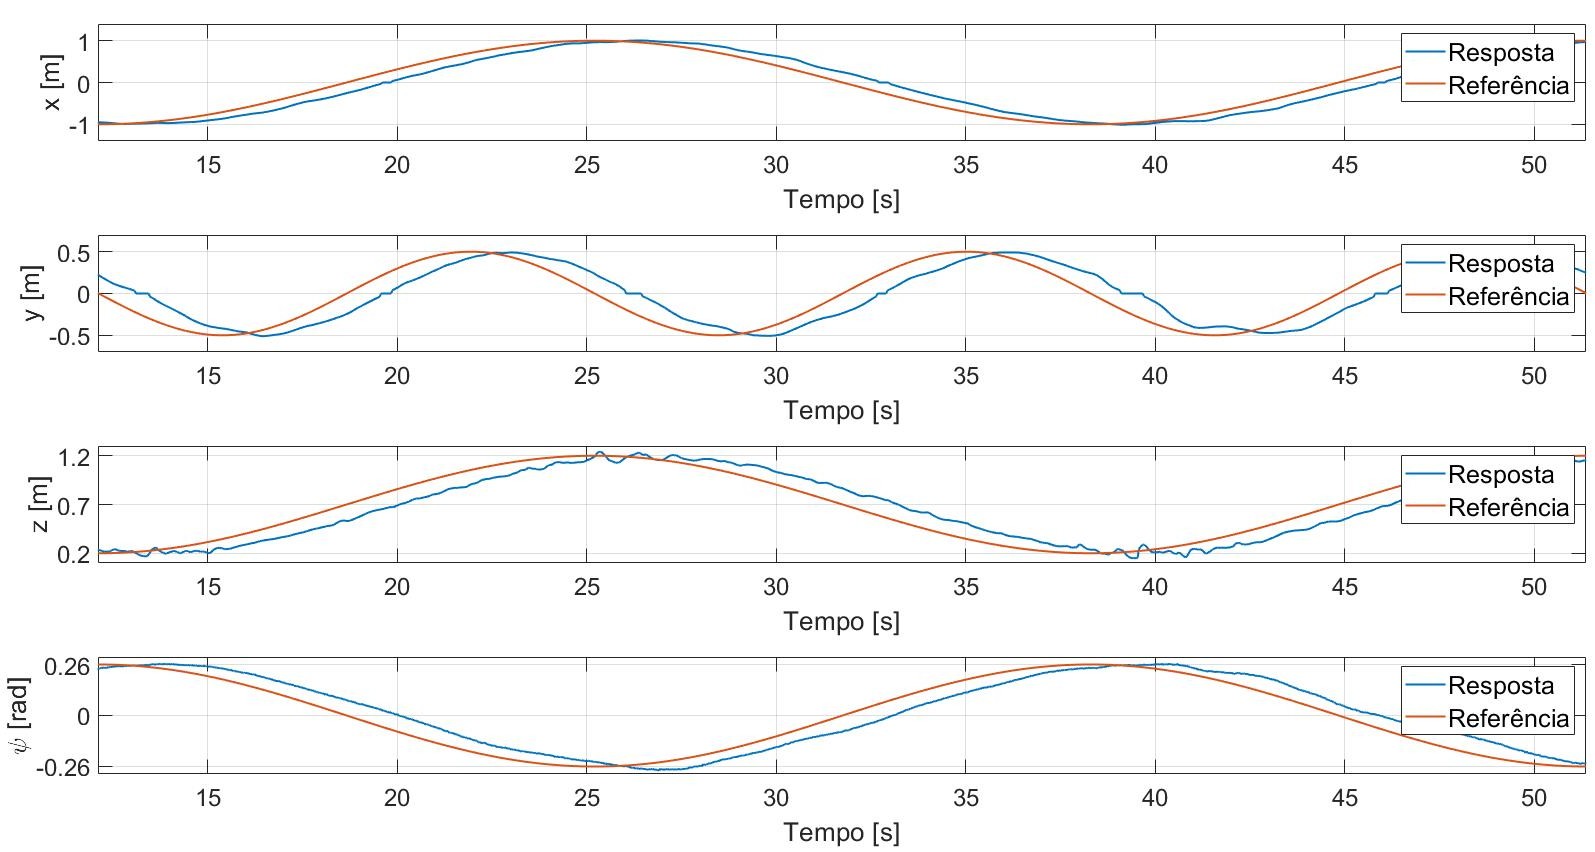 x [m]
1
0
-1
Resposta
Referência
15 20 25 30 35 40 45 50
Tempo [s]
y [m]
0.5
0
-0.5
Resposta
Referência
15 20 25 30 35 40 45 50
Tempo [s]
z [m]
1.2
0.7
0.2
Resposta
Referência
15 20 25 30 35 40 45 50
Tempo [s]
ψ [rad]
0.26
0
-0.26
Resposta
Referência
15 20 25 30 35 40 45 50
Tempo [s]